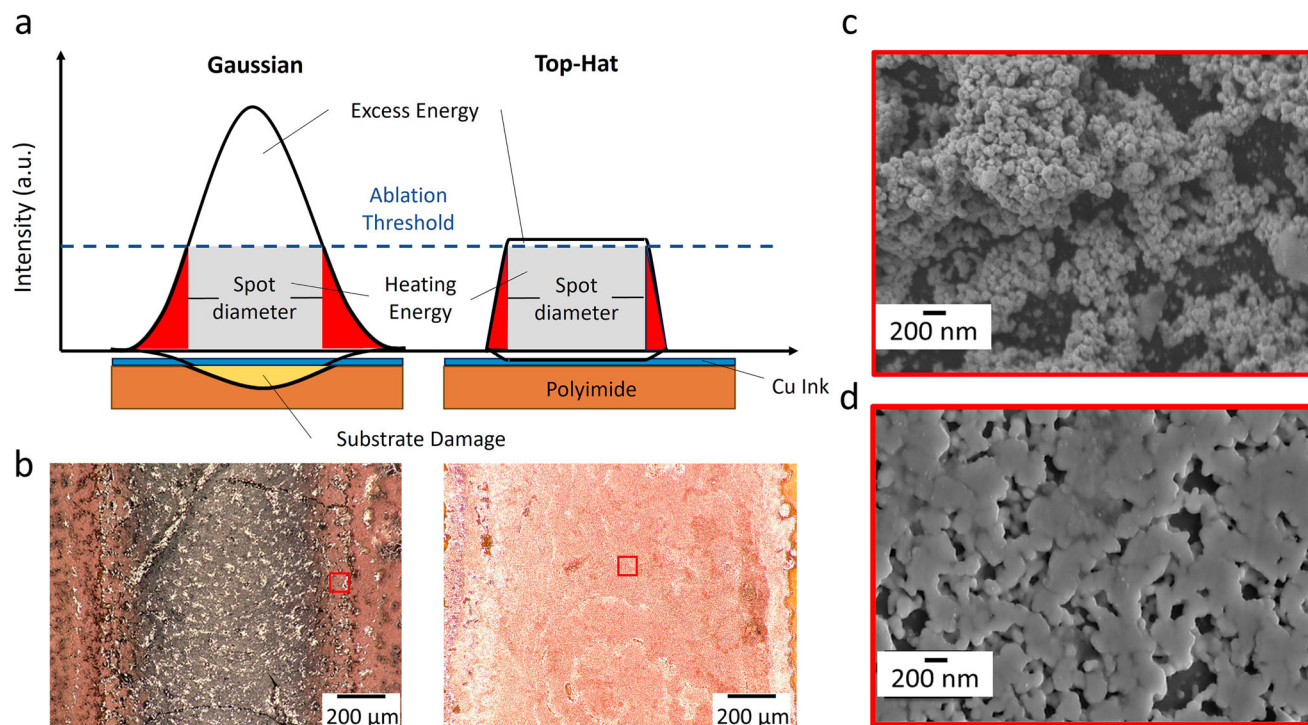 a
Gaussian
Top-Hat
Excess Energy
Intensity (a.u.)
Ablation
Threshold
Spot
diameter
Heating
Energy
Spot
diameter
Polyimide
Cu Ink
Substrate Damage
b
200 µm
200 µm
c
200 nm
d
200 nm